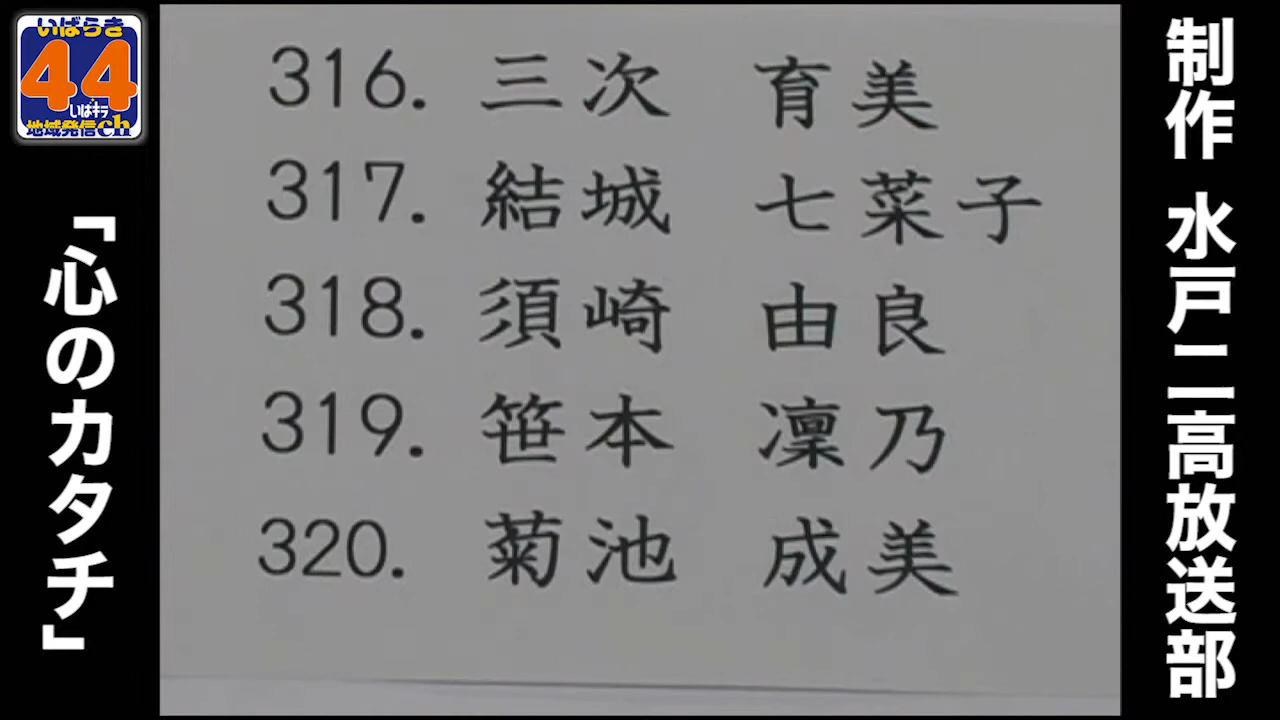 いばらき
44
いばキラ
地域発信ch
「心のカタチ」
316. 三次 育美
317. 結城 七菜子
318. 須崎 由良
319. 笹本 凜乃
320. 菊池 成美
制作 水戸二高放送部